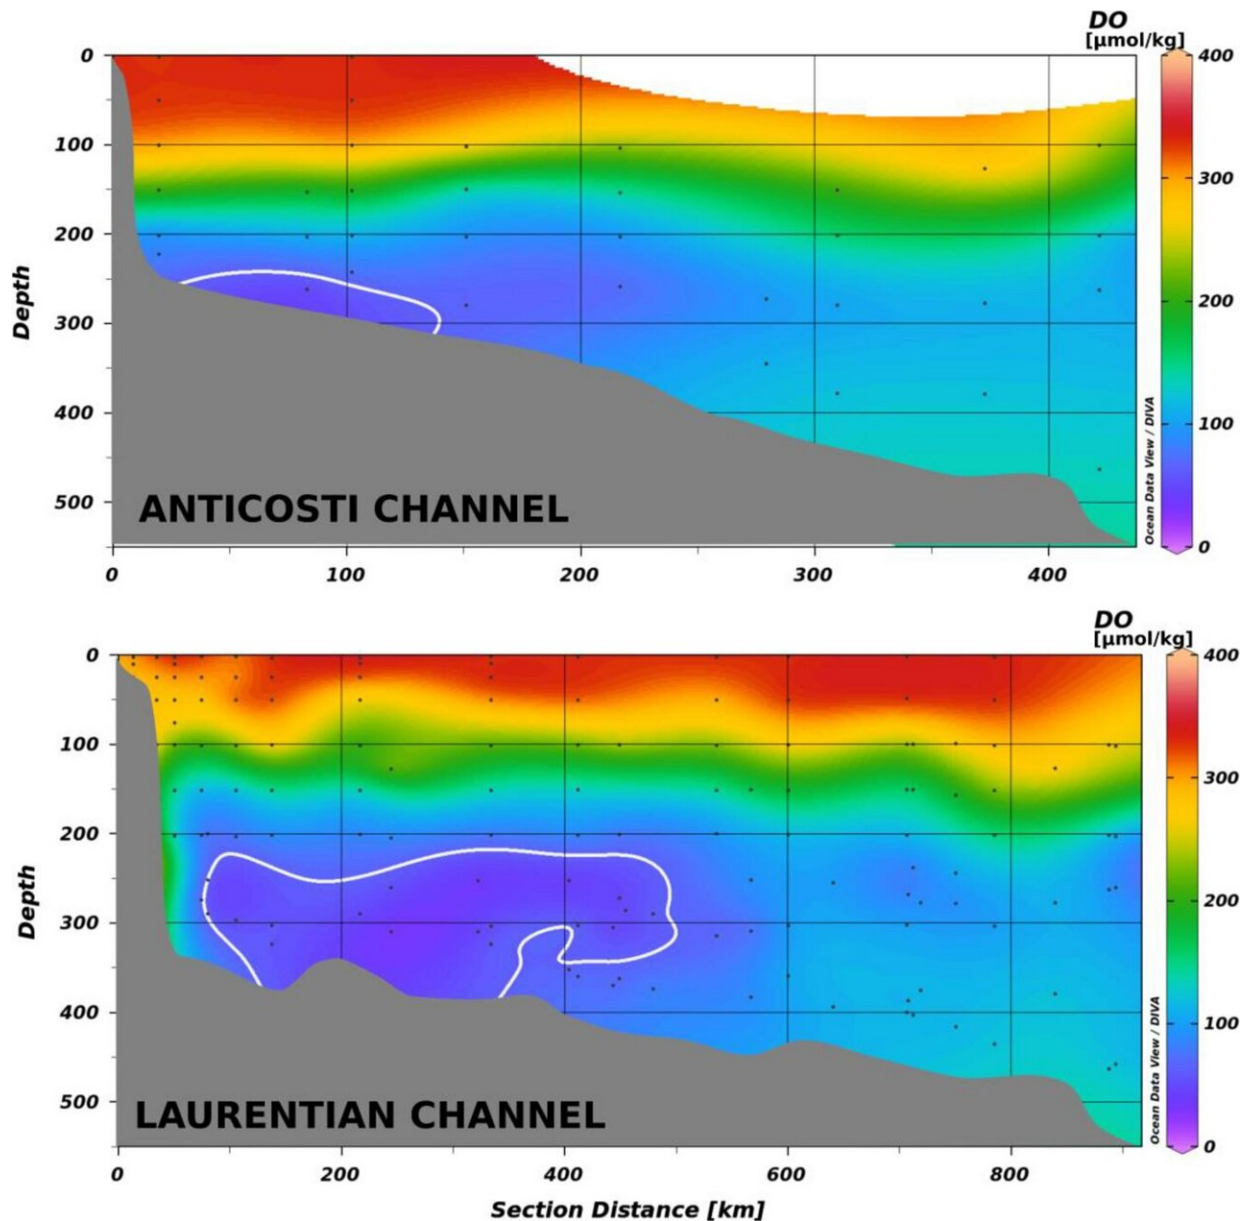 DO
[µmol/kg]
0
100
200
300
400
500
Depth
ANTICOSTI CHANNEL
0
100
200
300
400
400
300
200
100
0
Ocean Data View / DIVA
DO
[µmol/kg]
0
100
200
300
400
500
Depth
LAURENTIAN CHANNEL
0
200
400
600
800
Section Distance [km]
400
300
200
100
0
Ocean Data View / DIVA